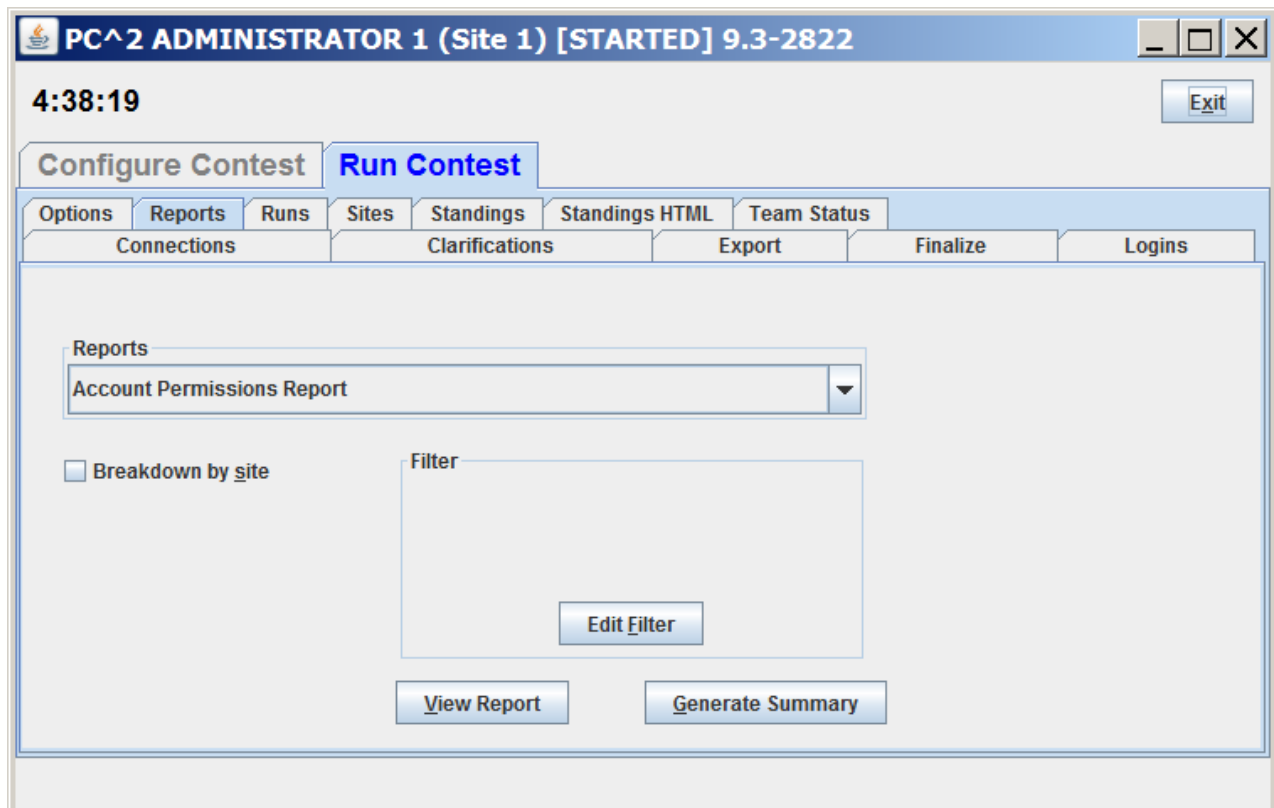 PC^2 ADMINISTRATOR 1 (Site 1) [STARTED] 9.3-2822
4:38:19
Exit
Configure Contest
Run Contest
Options
Reports
Runs
Sites
Standings
Standings HTML
Team Status
Connections
Clarifications
Export
Finalize
Logins
Reports
Account Permissions Report
Breakdown by site
Filter
Edit Filter
View Report
Generate Summary